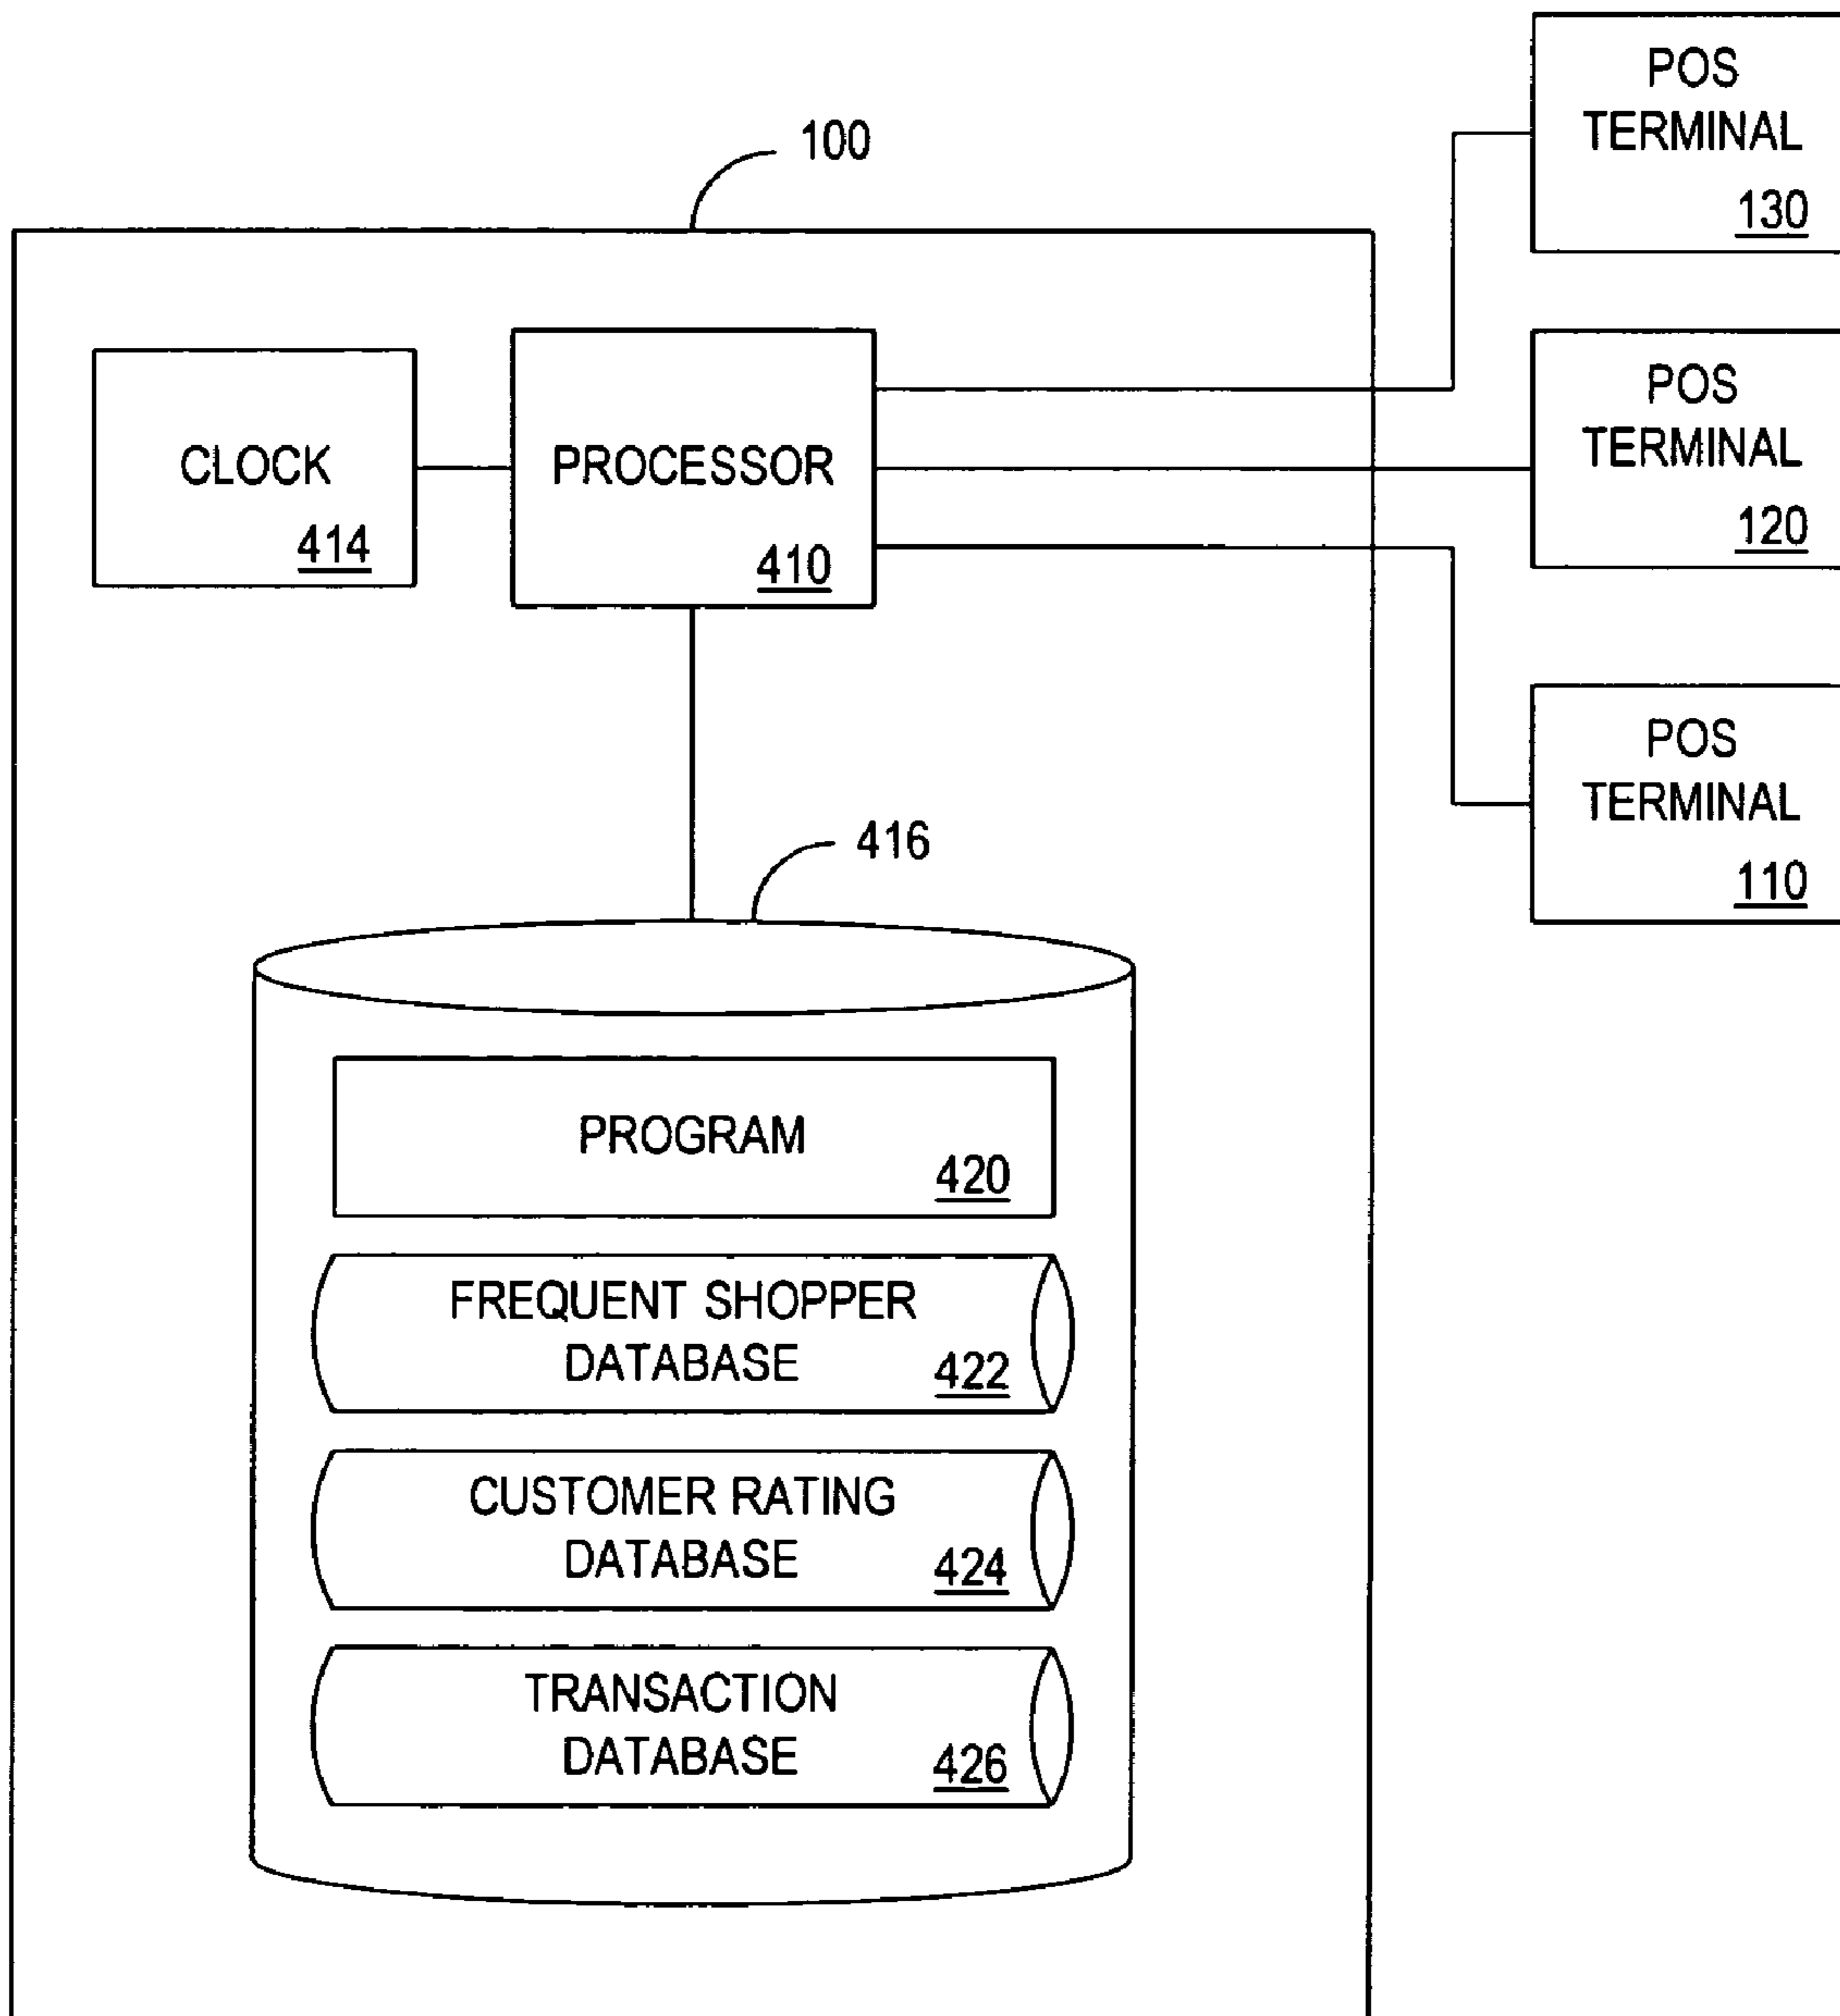 100
POS
TERMINAL
130
CLOCK
414
PROCESSOR
410
POS
TERMINAL
120
POS
TERMINAL
110
416
PROGRAM
420
FREQUENT SHOPPER
DATABASE
422
CUSTOMER RATING
DATABASE
424
TRANSACTION
DATABASE
426